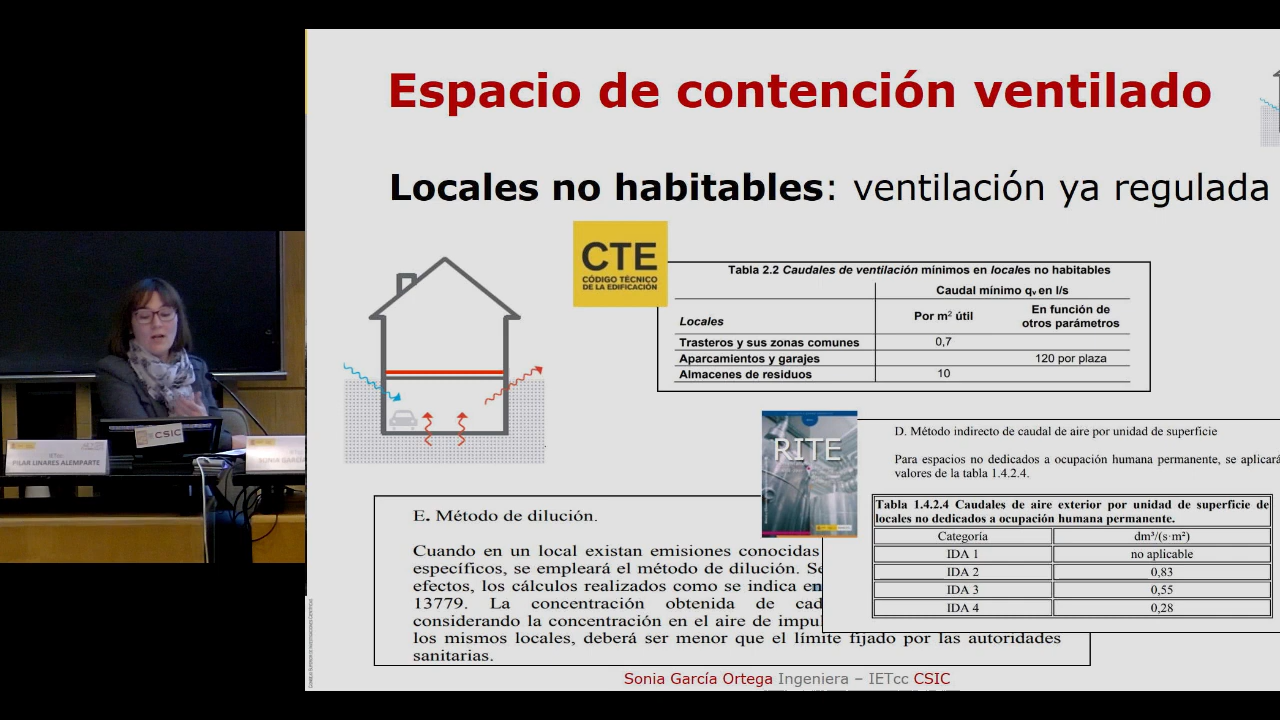 Espacio de contención ventilado
Locales no habitables: ventilación ya regulada
CTE
CÓDIGO TÉCNICO
DE LA EDIFICACIÓN
Tabla 2.2 Caudales de ventilación mínimos en locales no habitables
Caudal mínimo qv en l/s
Locales
Por m² útil
En función de
otros parámetros
Trasteros y sus zonas comunes 0,7
Aparcamientos y garajes 120 por plaza
Almacenes de residuos 10
RITE
D. Método indirecto de caudal de aire por unidad de superficie
Para espacios no dedicados a ocupación humana permanente, se aplicará
valores de la tabla 1.4.2.4.
Tabla 1.4.2.4 Caudales de aire exterior por unidad de superficie de
locales no dedicados a ocupación humana permanente.
Categoría dm³/(s·m²)
IDA 1 no aplicable
IDA 2 0,83
IDA 3 0,55
IDA 4 0,28
E. Método de dilución.
Cuando en un local existan emisiones conocidas
específicos, se empleará el método de dilución. Se
efectos, los cálculos realizados como se indica en
13779. La concentración obtenida de cad
considerando la concentración en el aire de impu
los mismos locales, deberá ser menor que el límite fijado por las autoridades
sanitarias.
Sonia García Ortega Ingeniera – IETcc CSIC
CSIC
PILAR LINARES ALEMPARTE
SONIA GARCÍA